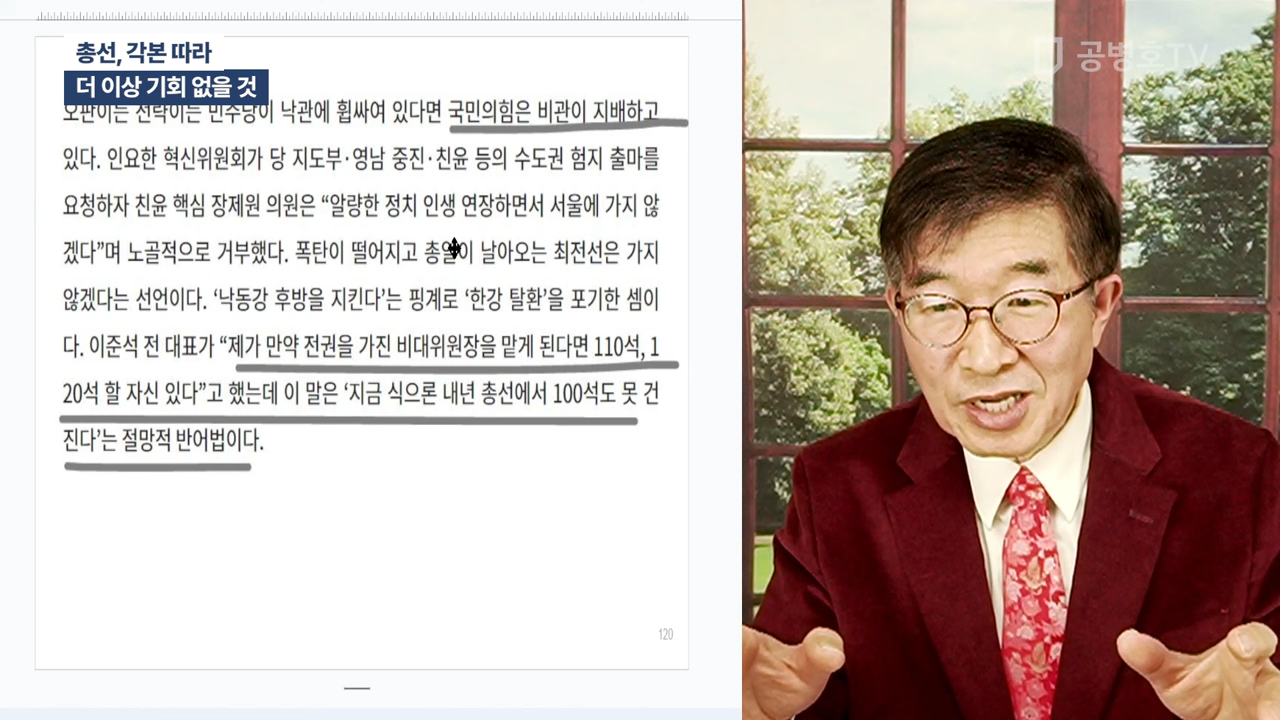 총선, 각본 따라
더 이상 기회 없을 것
공병호TV
낙관에 휩싸여 있다면 국민의힘은 비관이 지배하고
있다. 인요한 혁신위원회가 당 지도부·영남 중진·친윤 등의 수도권 험지 출마를
요청하자 친윤 핵심 장제원 의원은 “알량한 정치 인생 연장하면서 서울에 가지 않
겠다”며 노골적으로 거부했다. 폭탄이 떨어지고 총알이 날아오는 최전선은 가지
않겠다는 선언이다. ‘낙동강 후방을 지킨다’는 핑계로 ‘한강 탈환’을 포기한 셈이
다. 이준석 전 대표가 “제가 만약 전권을 가진 비대위원장을 맡게 된다면 110석, 1
20석 할 자신 있다”고 했는데 이 말은 ‘지금 식으론 내년 총선에서 100석도 못 건
진다’는 절망적 반어법이다.
120